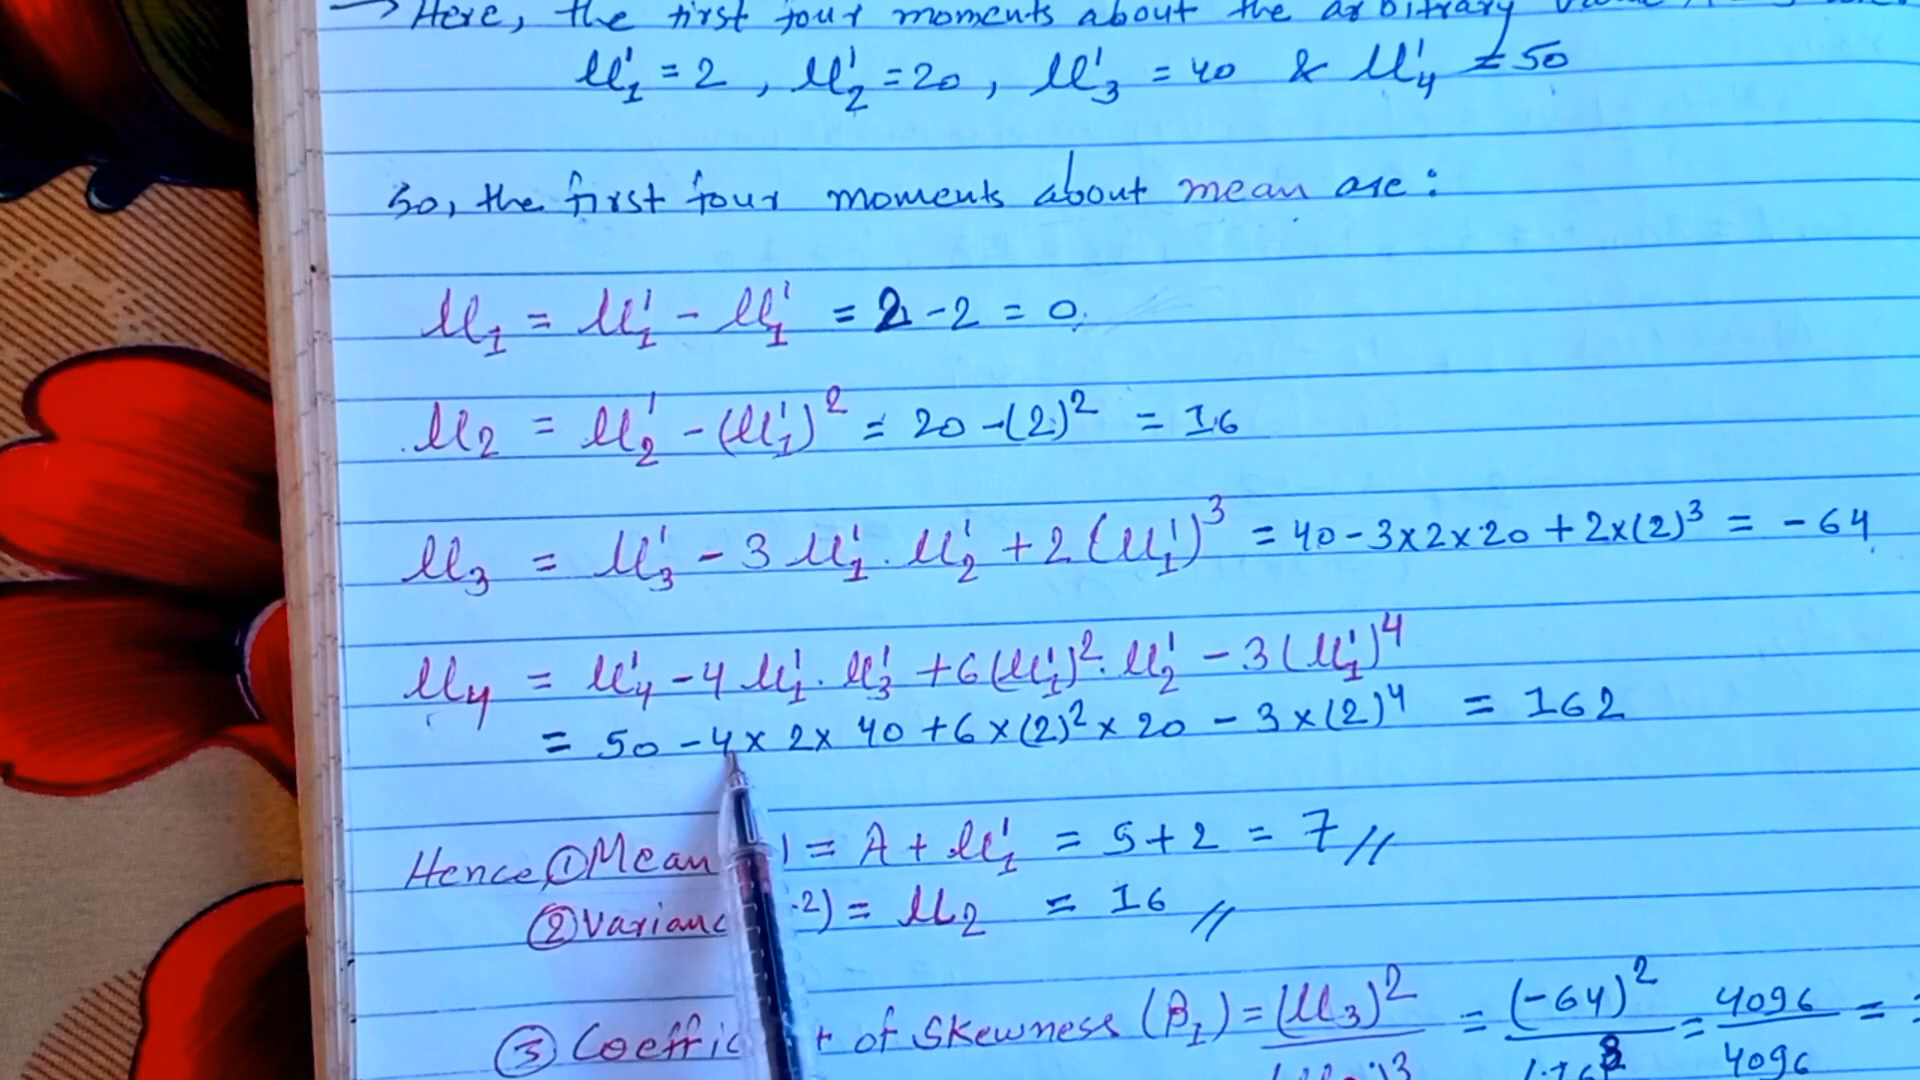 → Here, the first four moments about the arbitrary
μ'₁ = 2, μ'₂ = 20, μ'₃ = 40 & μ'₄ = 50
So, the first four moments about mean are:
μ₁ = μ'₁ - μ'₁ = 2 - 2 = 0
μ₂ = μ'₂ - (μ'₁)² = 20 - (2)² = 16
μ₃ = μ'₃ - 3 μ'₁ . μ'₂ + 2 (μ'₁)³ = 40 - 3 x 2 x 20 + 2 x (2)³ = - 64
μ₄ = μ'₄ - 4 μ'₁ . μ'₃ + 6 (μ'₁)² . μ'₂ - 3 (μ'₁)⁴
= 50 - 4 x 2 x 40 + 6 x (2)² x 20 - 3 x (2)⁴ = 162
Hence, ① Mean ) = A + μ'₁ = 5 + 2 = 7 //
② Varianc 2) = μ₂ = 16 //
③ Coeffic of Skewness (β₁) = (μ₃)² = (-64)² = 4096 =
4096